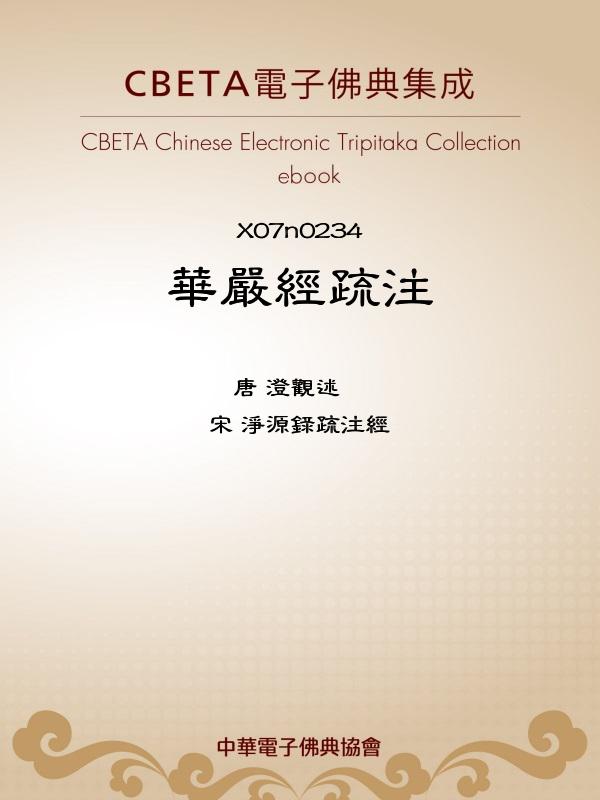 CBETA電子佛典集成
CBETA Chinese Electronic Tripitaka Collection
ebook
X07n0234
華嚴經疏注
唐 澄觀述
宋 淨源錄疏注經
中華電子佛典協會